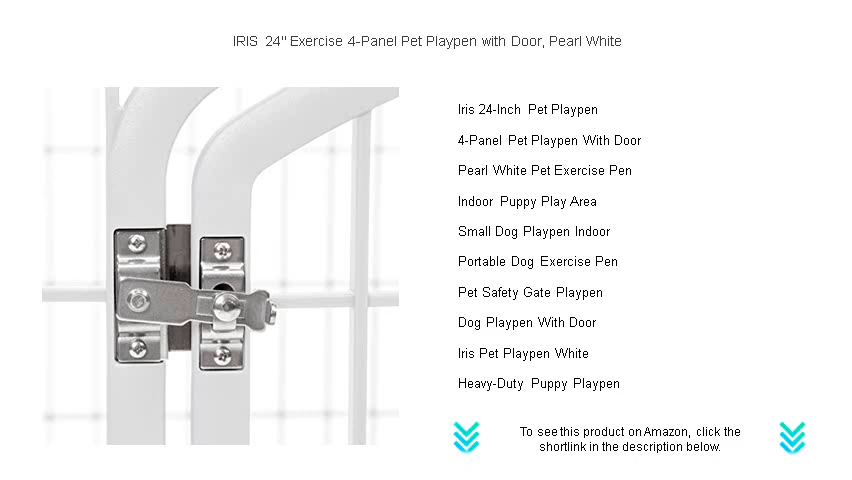 IRIS 24" Exercise 4-Panel Pet Playpen with Door, Pearl White
Iris 24-Inch Pet Playpen
4-Panel Pet Playpen With Door
Pearl White Pet Exercise Pen
Indoor Puppy Play Area
Small Dog Playpen Indoor
Portable Dog Exercise Pen
Pet Safety Gate Playpen
Dog Playpen With Door
Iris Pet Playpen White
Heavy-Duty Puppy Playpen
To see this product on Amazon, click the
shortlink in the description below.